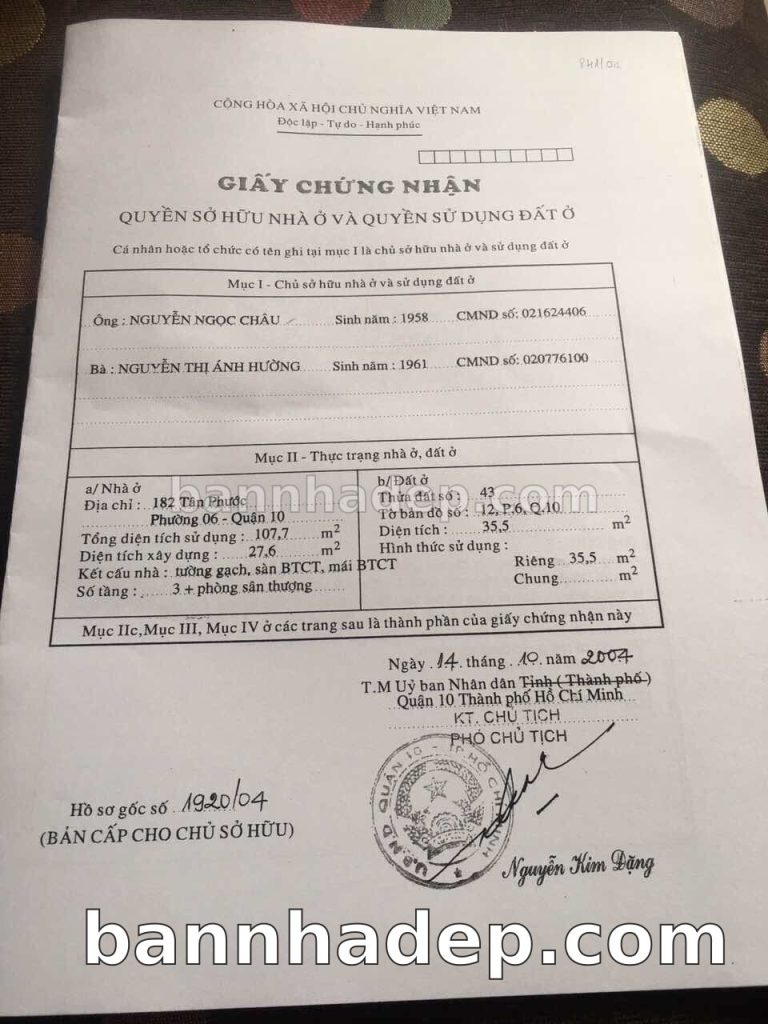 841/04
CỘNG HÒA XÃ HỘI CHỦ NGHĨA VIỆT NAM
Độc lập - Tự do - Hạnh phúc
GIẤY CHỨNG NHẬN
QUYỀN SỞ HỮU NHÀ Ở VÀ QUYỀN SỬ DỤNG ĐẤT Ở
Cá nhân hoặc tổ chức có tên ghi tại mục I là chủ sở hữu nhà ở và sử dụng đất ở
Mục I - Chủ sở hữu nhà ở và sử dụng đất ở
Ông : NGUYỄN NGỌC CHÂU Sinh năm : 1958 CMND số: 021624406
Bà : NGUYỄN THỊ ÁNH HƯỜNG Sinh năm : 1961 CMND số: 020776100
Mục II - Thực trạng nhà ở, đất ở
a/ Nhà ở
Địa chỉ : 182 Tân Phước
Phường 06 - Quận 10
Tổng diện tích sử dụng : 107,7 m2
Diện tích xây dựng : 27,6 m2
Kết cấu nhà : tường gạch, sàn BTCT, mái BTCT
Số tầng : 3 + phòng sân thượng
b/ Đất ở
Thửa đất số : 43
Tờ bản đồ số : 12, P.6, Q.10
Diện tích : 35,5 m2
Hình thức sử dụng :
Riêng 35,5 m2
Chung m2
bannhadep.com
Mục IIc,Mục III, Mục IV ở các trang sau là thành phần của giấy chứng nhận này
Ngày 14 tháng 10 năm 2004
T.M Uỷ ban Nhân dân Tỉnh ( Thành phố )
Quận 10 Thành phố Hồ Chí Minh
KT. CHỦ TỊCH
PHÓ CHỦ TỊCH
U.B.N.D QUẬN 10 - TP. HỒ CHÍ MINH
Nguyễn Kim Đặng
Hồ sơ gốc số 1920/04
(BẢN CẤP CHO CHỦ SỞ HỮU)
bannhadep.com